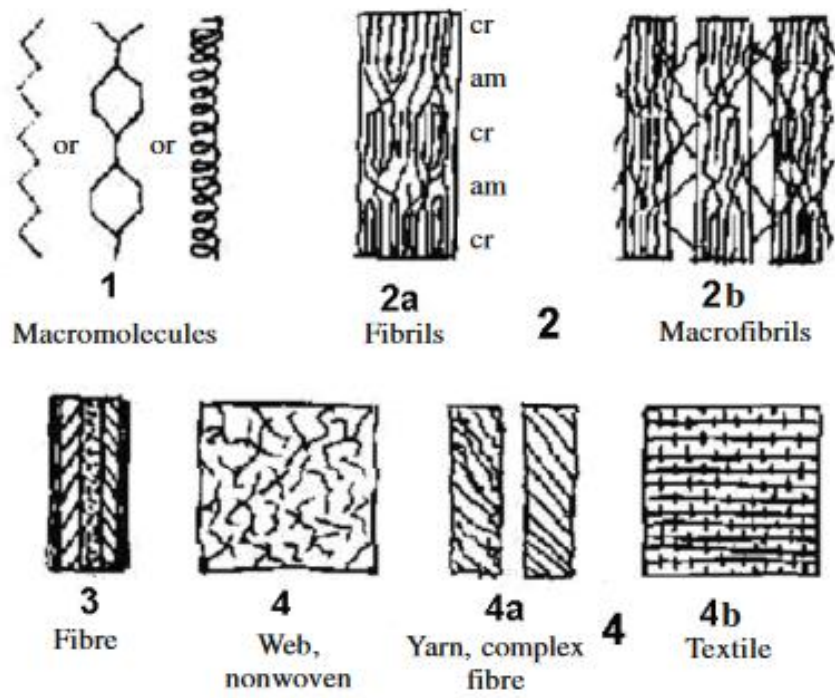 cr
am
or or cr
am
cr
1
Macromolecules
2a
Fibrils
2
2b
Macrofibrils
3
Fibre
4
Web,
nonwoven
4a
Yarn, complex
fibre
4
4b
Textile